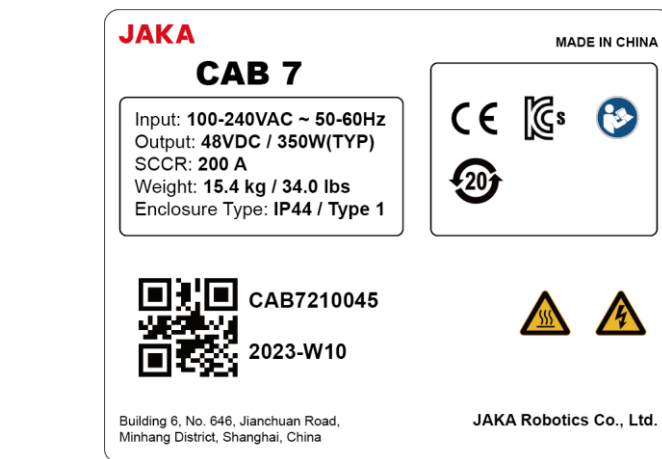 JAKA
MADE IN CHINA
CAB 7
Input: 100-240VAC ~ 50-60Hz
Output: 48VDC / 350W(TYP)
SCCR: 200 A
Weight: 15.4 kg / 34.0 lbs
Enclosure Type: IP44 / Type 1
CE KC s
20
CAB7210045
2023-W10
Building 6, No. 646, Jianchuan Road,
Minhang District, Shanghai, China
JAKA Robotics Co., Ltd.